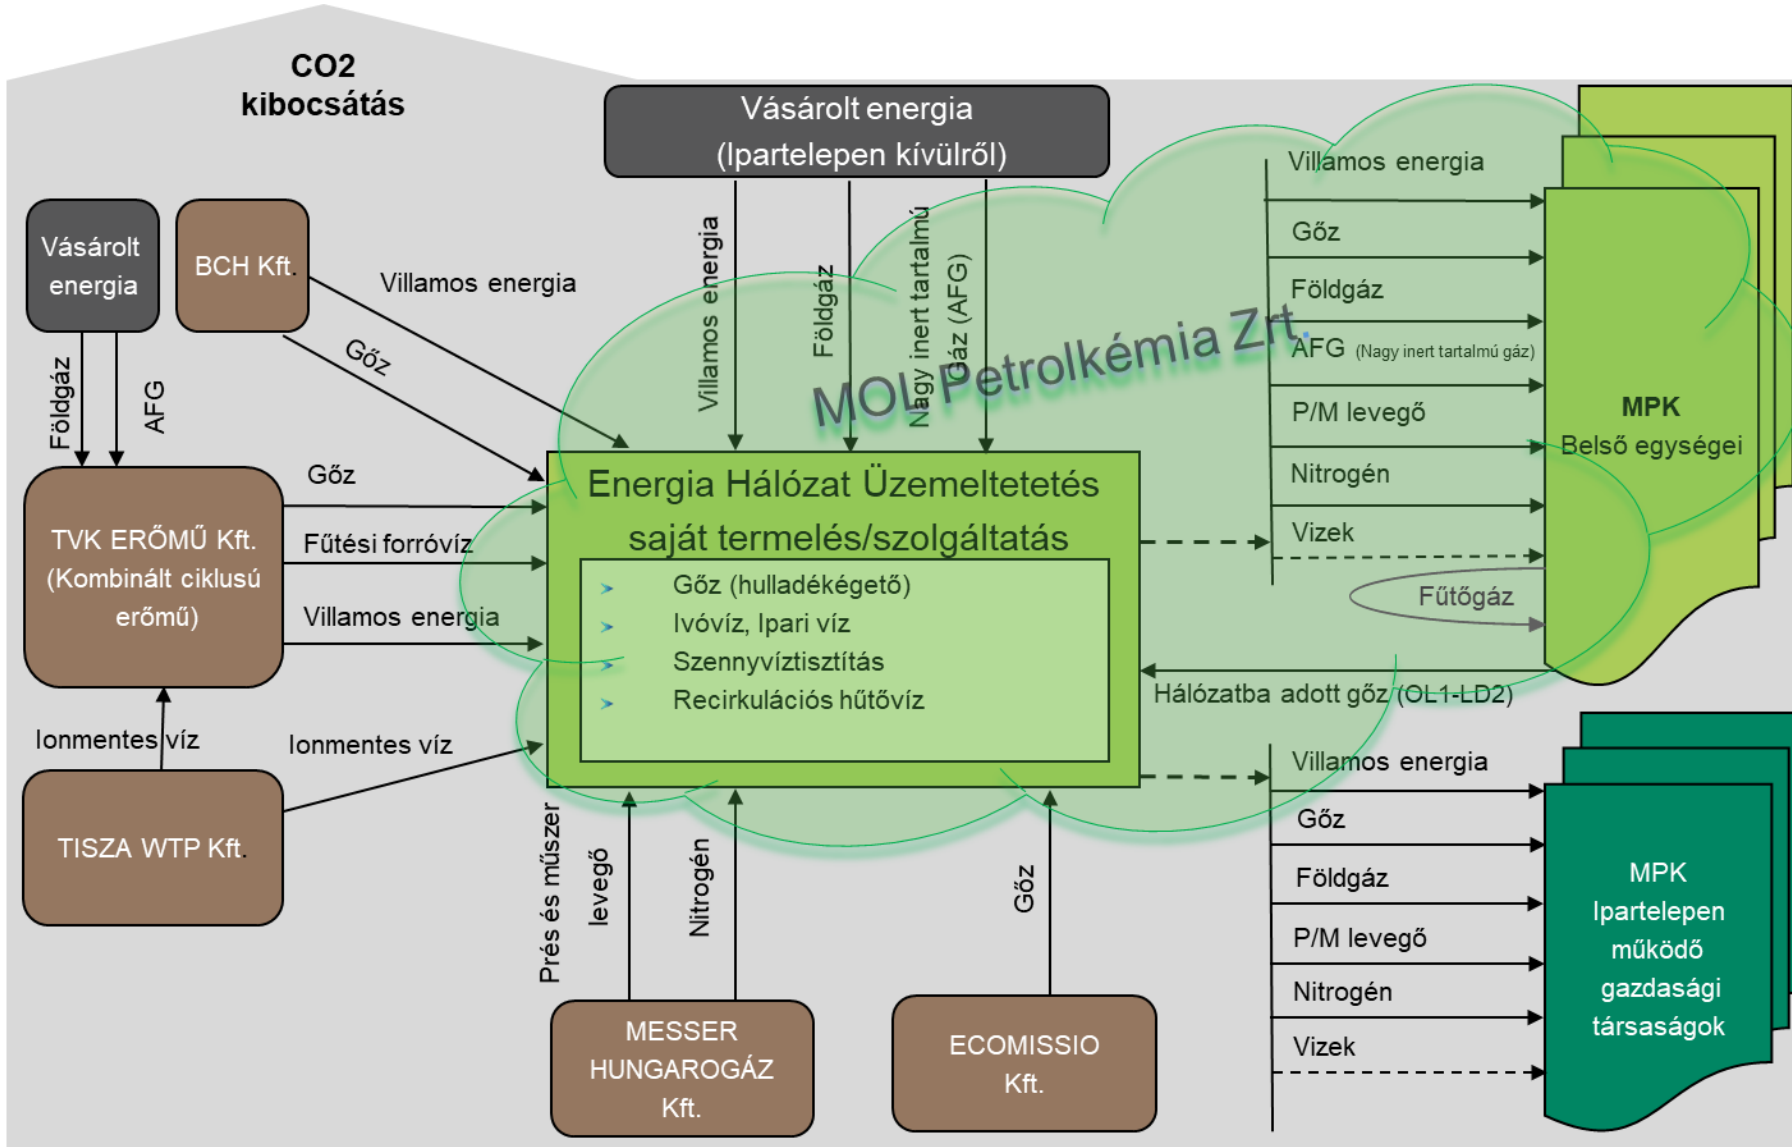 CO2
kibocsátás
Vásárolt energia
(Ipartelepen kívülről)
Vásárolt
energia
BCH Kft.
Villamos energia
Gőz
Földgáz
AFG
Villamos energia
Földgáz
Nagy inert tartalmú
Gáz (AFG)
MOL Petrolkémia Zrt.
TVK ERŐMŰ Kft.
(Kombinált ciklusú
erőmű)
Gőz
Fűtési forróvíz
Villamos energia
Ionmentes víz
Ionmentes víz
TISZA WTP Kft.
Energia Hálózat Üzemeltetetés
saját termelés/szolgáltatás
Gőz (hulladékégető)
Ivóvíz, Ipari víz
Szennyvíztisztítás
Recirkulációs hűtővíz
Prés és műszer
levegő
Nitrogén
Gőz
MESSER
HUNGAROGÁZ
Kft.
ECOMISSIO
Kft.
Villamos energia
Gőz
Földgáz
AFG (Nagy inert tartalmú gáz)
P/M levegő
Nitrogén
Vizek
Fűtőgáz
MPK
Belső egységei
Hálózatba adott gőz (OL1-LD2)
Villamos energia
Gőz
Földgáz
P/M levegő
Nitrogén
Vizek
MPK
Ipartelepen
működő
gazdasági
társaságok